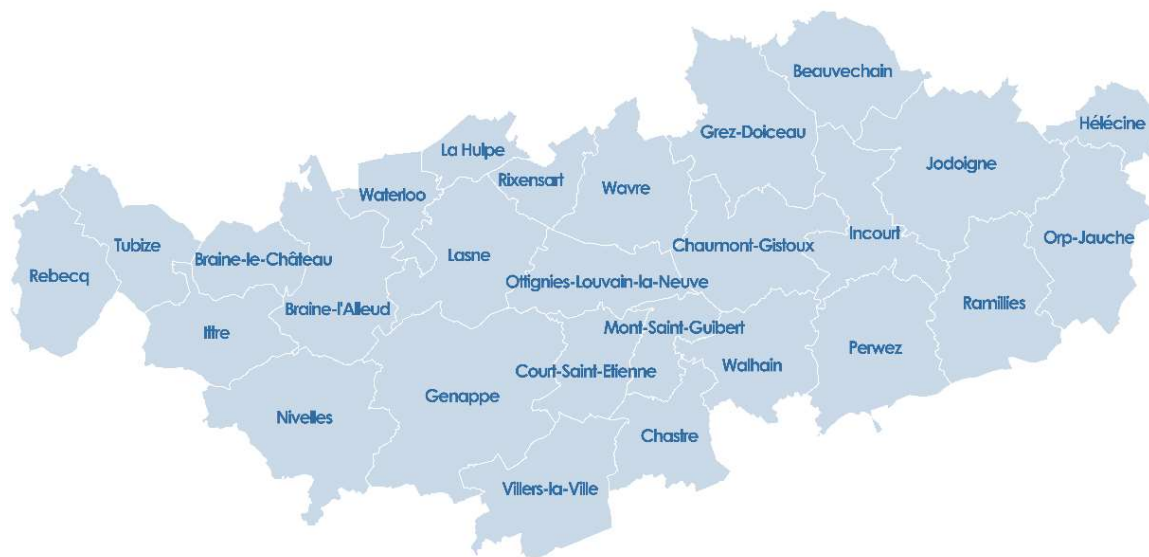 Beauvechain
Hélécine
Grez-Doiceau
La Hulpe
Jodoigne
Rixensart
Wavre
Waterloo
Orp-Jauche
Incourt
Chaumont-Gistoux
Tubize
Lasne
Braine-le-Château
Rebecq
Ottignies-Louvain-la-Neuve
Ramillies
Braine-l'Alleud
Mont-Saint-Guibert
Ittre
Perwez
Walhain
Court-Saint-Etienne
Genappe
Nivelles
Chastre
Villers-la-Ville